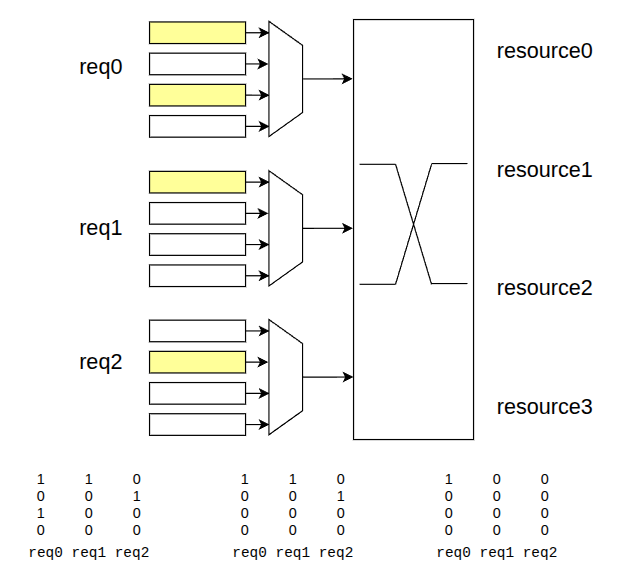 req0
resource0
resource1
req1
resource2
req2
resource3
1 1 0 1 1 0 1 0 0
0 0 1 0 0 1 0 0 0
1 0 0 0 0 0 0 0 0
0 0 0 0 0 0 0 0 0
req0 req1 req2 req0 req1 req2 req0 req1 req2